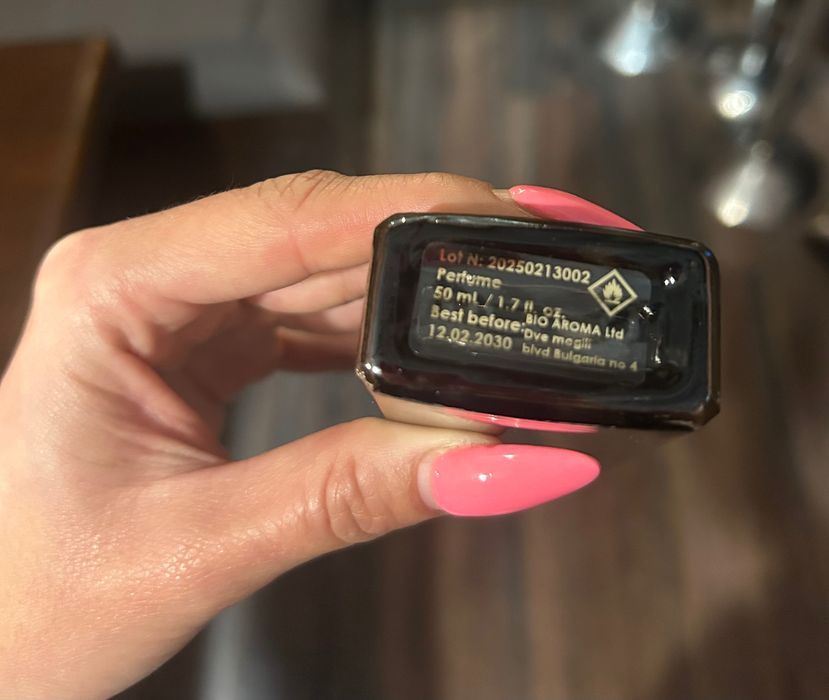 Lot N: 20250213002
Perfume
50 mL / 1.7 fl. oz.
Best before:
12.02.2030
BIO AROMA Ltd
Dve mogili
blvd Bulgaria no 4